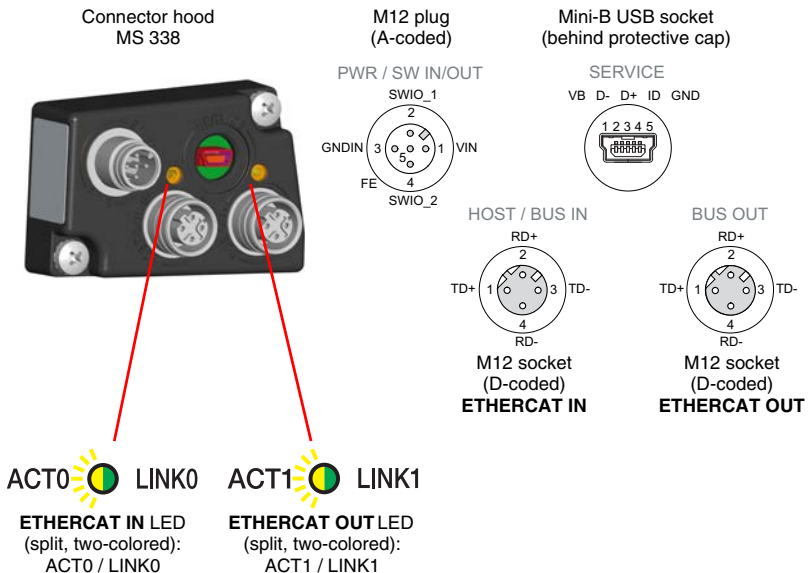 Connector hood
MS 338
M12 plug
(A-coded)
Mini-B USB socket
(behind protective cap)
PWR / SW IN/OUT
SWIO_1
2
GNDIN 3 5 1 VIN
FE 4
SWIO_2
SERVICE
VB D- D+ ID GND
1 2 3 4 5
HOST / BUS IN
RD+
2
TD+ 1 3 TD-
4
RD-
M12 socket
(D-coded)
ETHERCAT IN
BUS OUT
RD+
2
TD+ 1 3 TD-
4
RD-
M12 socket
(D-coded)
ETHERCAT OUT
ACT0 LINK0
ETHERCAT IN LED
(split, two-colored):
ACT0 / LINK0
ACT1 LINK1
ETHERCAT OUT LED
(split, two-colored):
ACT1 / LINK1